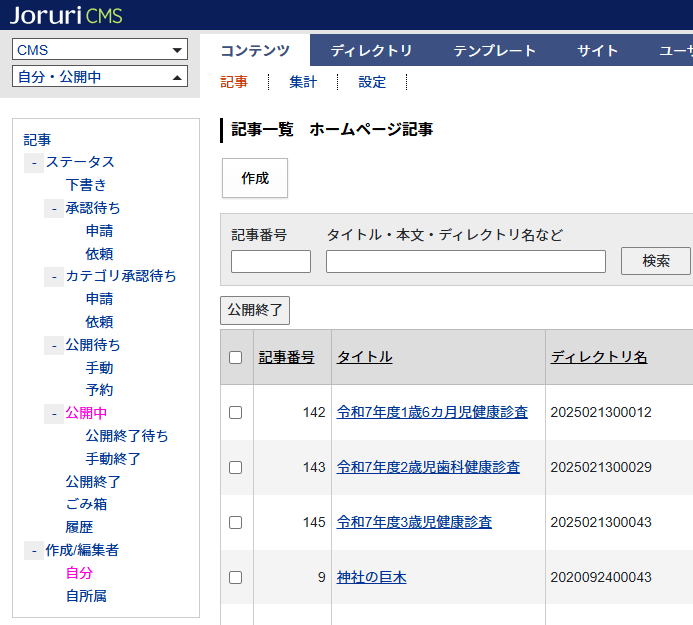 Joruri CMS
CMS
自分・公開中
コンテンツ ディレクトリ テンプレート サイト ユーザ
記事 集計 設定
記事
- ステータス
下書き
- 承認待ち
申請
依頼
- カテゴリ承認待ち
申請
依頼
- 公開待ち
手動
予約
- 公開中
公開終了待ち
手動終了
公開終了
ごみ箱
履歴
- 作成/編集者
自分
自所属
記事一覧 ホームページ記事
作成
記事番号 タイトル・本文・ディレクトリ名など
検索
公開終了
記事番号 タイトル ディレクトリ名
142 令和7年度1歳6カ月児健康診査 2025021300012
143 令和7年度2歳児歯科健康診査 2025021300029
145 令和7年度3歳児健康診査 2025021300043
9 神社の巨木 2020092400043